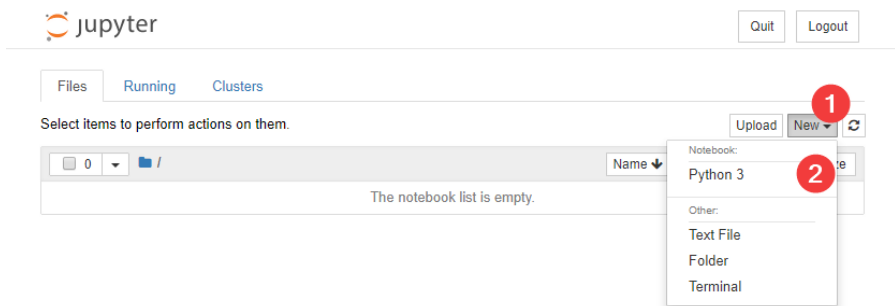 jupyter
Quit Logout
Files Running Clusters
1
Select items to perform actions on them.
Upload New
0 / Name
Notebook:
Python 3
2
The notebook list is empty.
Other:
Text File
Folder
Terminal